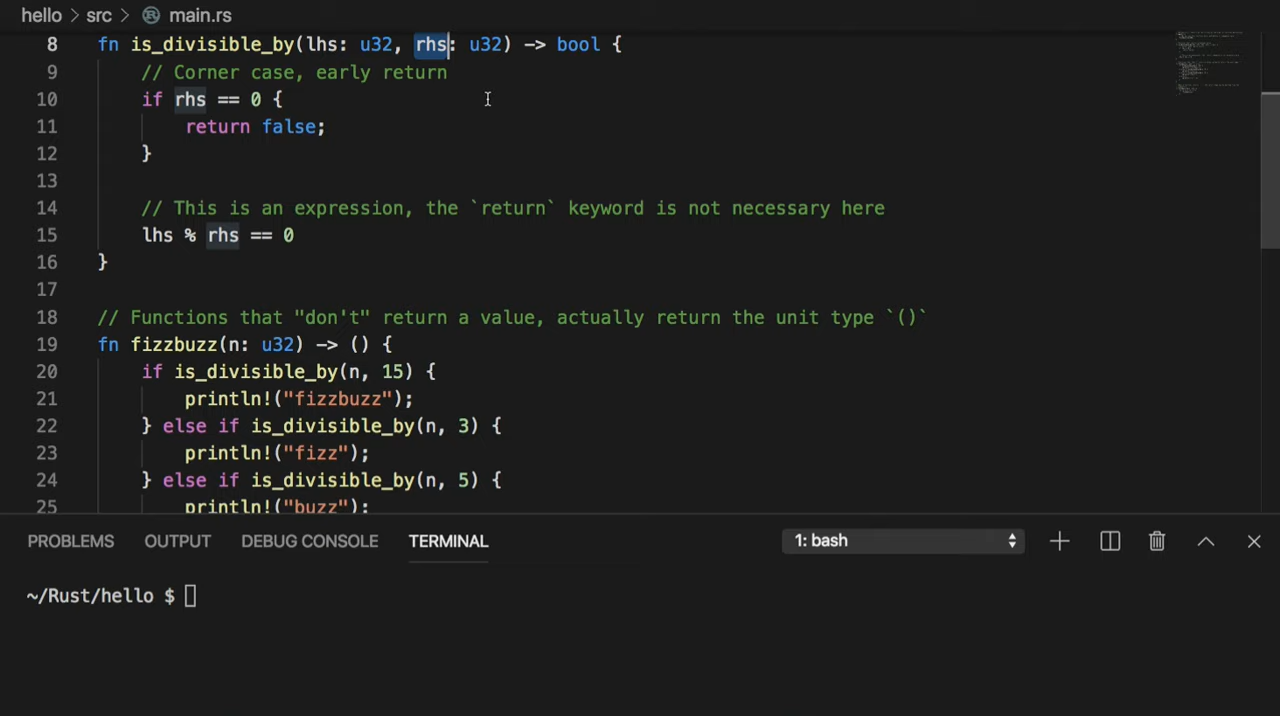 hello > src > main.rs
8 fn is_divisible_by(lhs: u32, rhs: u32) -> bool {
9 // Corner case, early return
10 if rhs == 0 {
11 return false;
12 }
13
14 // This is an expression, the `return` keyword is not necessary here
15 lhs % rhs == 0
16 }
17
18 // Functions that "don't" return a value, actually return the unit type `()`
19 fn fizzbuzz(n: u32) -> () {
20 if is_divisible_by(n, 15) {
21 println!("fizzbuzz");
22 } else if is_divisible_by(n, 3) {
23 println!("fizz");
24 } else if is_divisible_by(n, 5) {
25 println!("buzz");
PROBLEMS OUTPUT DEBUG CONSOLE TERMINAL 1: bash
~/Rust/hello $